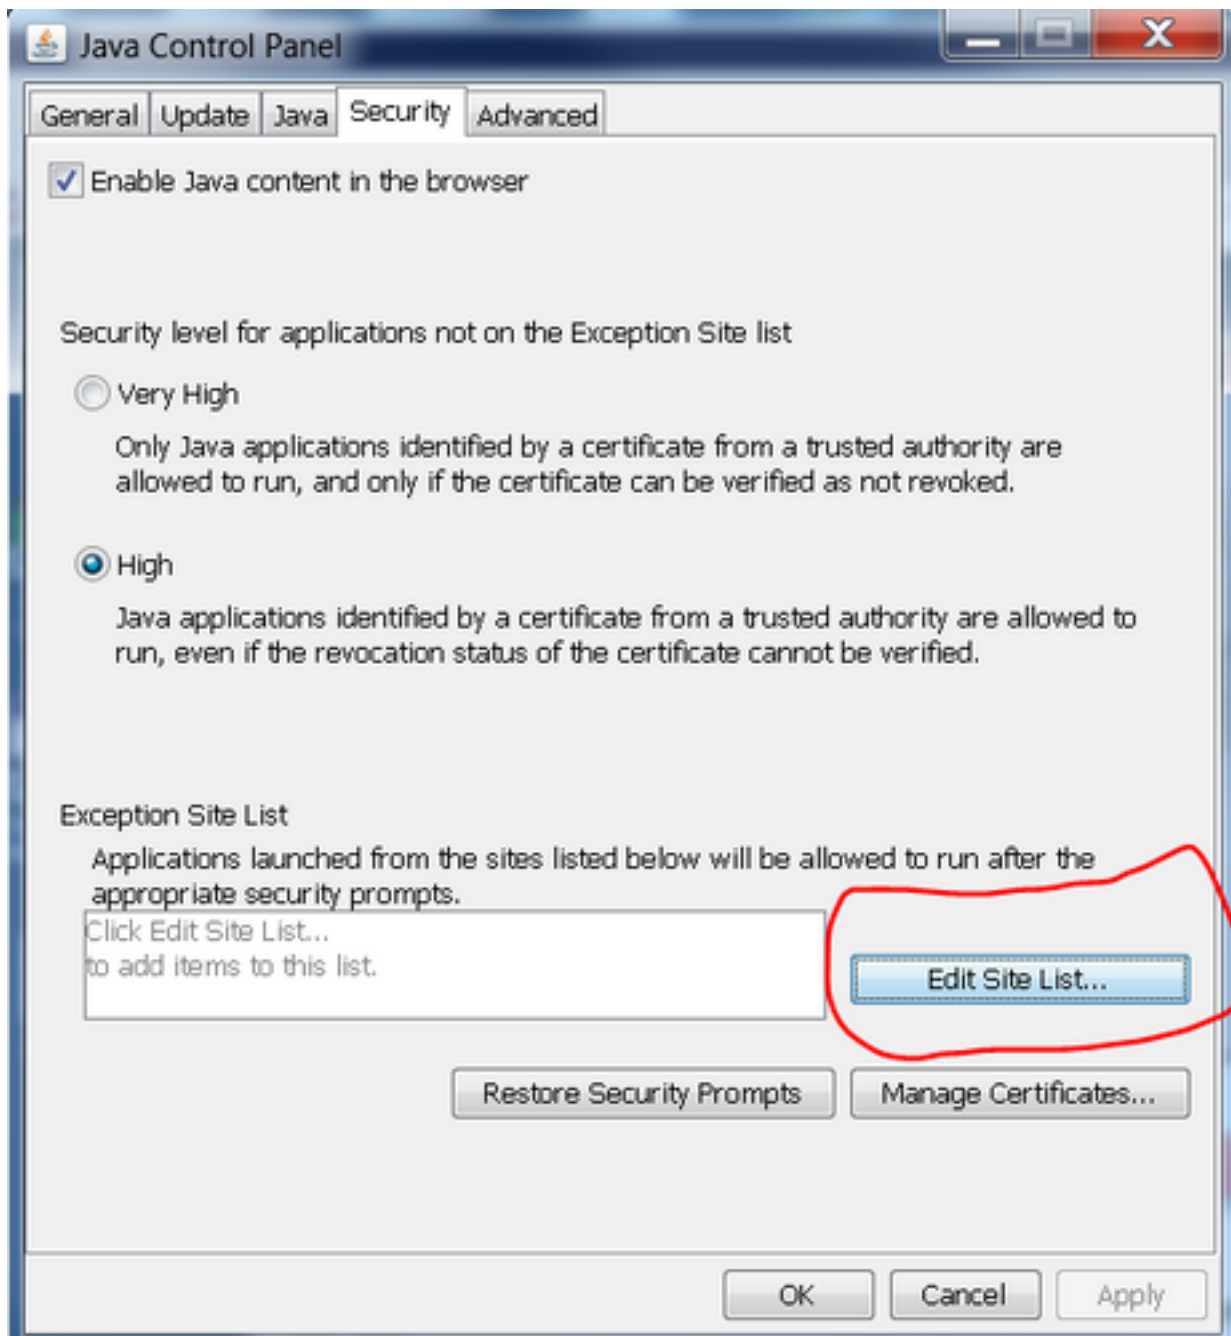 Java Control Panel
General Update Java Security Advanced
Enable Java content in the browser
Security level for applications not on the Exception Site list
Very High
Only Java applications identified by a certificate from a trusted authority are
allowed to run, and only if the certificate can be verified as not revoked.
High
Java applications identified by a certificate from a trusted authority are allowed to
run, even if the revocation status of the certificate cannot be verified.
Exception Site List
Applications launched from the sites listed below will be allowed to run after the
appropriate security prompts.
Click Edit Site List...
to add items to this list.
Edit Site List...
Restore Security Prompts Manage Certificates...
OK Cancel Apply